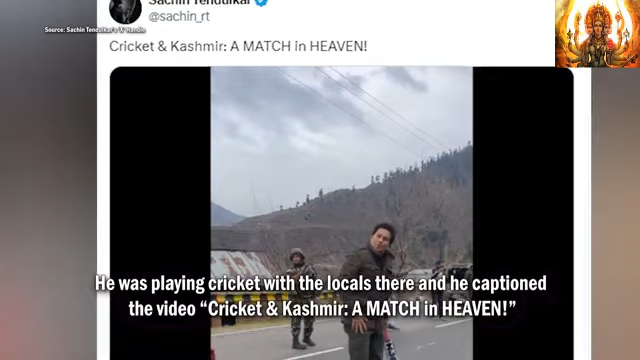 Sachin Tendulkar
Source: Sachin Tendulkar's 'X' Handle
@sachin_rt
Cricket & Kashmir: A MATCH in HEAVEN!
He was playing cricket with the locals there and he captioned
the video “Cricket & Kashmir: A MATCH in HEAVEN!”